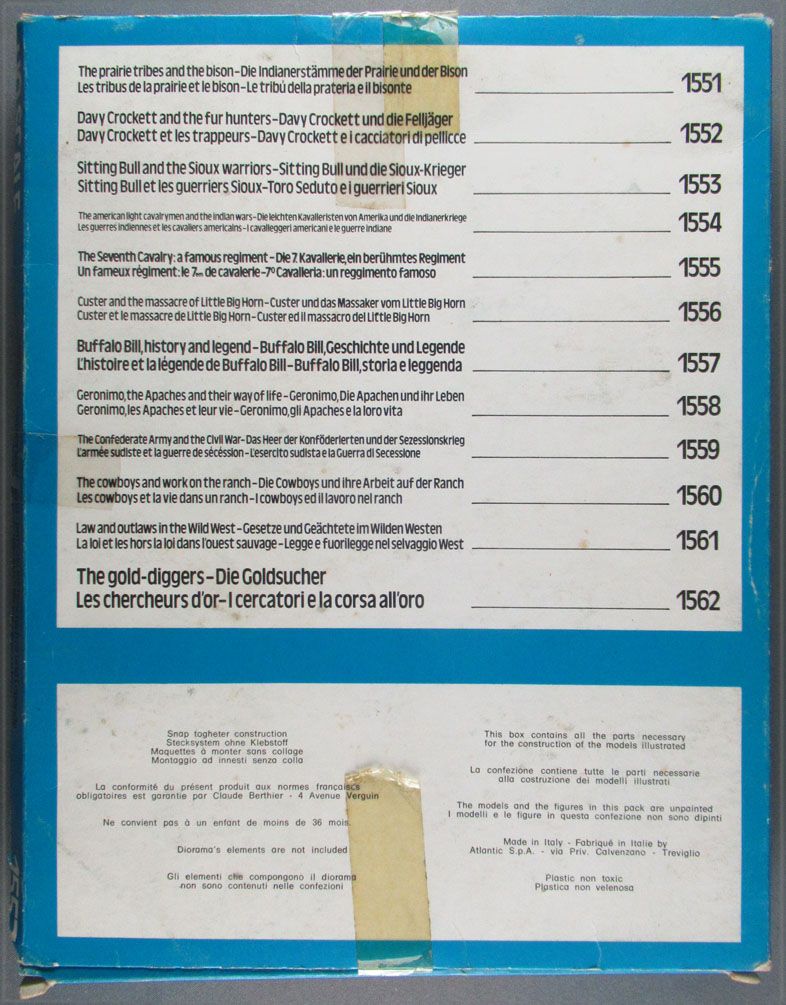 The prairie tribes and the bison-Die Indianerstämme der Prairie und der Bison
Les tribus de la prairie et le bison-Le tribú della prateria e il bisonte 1551
Davy Crockett and the fur hunters-Davy Crockett und die Felljäger
Davy Crockett et les trappeurs-Davy Crockett e i cacciatori di pellicce 1552
Sitting Bull and the Sioux warriors-Sitting Bull und die Sioux-Krieger
Sitting Bull et les guerriers Sioux-Toro Seduto e i guerrieri Sioux 1553
The american light cavalrymen and the indian wars-Die leichten Kavalleristen von Amerika und die Indianerkriege
Les guerres indiennes et les cavaliers americains-I cavalleggeri americani e le guerre indiane 1554
The Seventh Cavalry: a famous regiment-Die 7. Kavallerie, ein berühmtes Regiment
Un fameux régiment: le 7ème de cavalerie-7º Cavalleria: un reggimento famoso 1555
Custer and the massacre of Little Big Horn-Custer und das Massaker vom Little Big Horn
Custer et le massacre de Little Big Horn-Custer ed il massacro del Little Big Horn 1556
Buffalo Bill, history and legend-Buffalo Bill, Geschichte und Legende
L'histoire et la légende de Buffalo Bill-Buffalo Bill, storia e leggenda 1557
Geronimo, the Apaches and their way of life-Geronimo, Die Apachen und ihr Leben
Geronimo, les Apaches et leur vie-Geronimo, gli Apaches e la loro vita 1558
The Confederate Army and the Civil War-Das Heer der Konföderierten und der Sezessionskrieg
L'armée sudiste et la guerre de sécéssion-L'esercito sudista e la Guerra di Secessione 1559
The cowboys and work on the ranch-Die Cowboys und ihre Arbeit auf der Ranch
Les cowboys et la vie dans un ranch-I cowboys ed il lavoro nel ranch 1560
Law and outlaws in the Wild West-Gesetze und Geächtete im Wilden Westen
La loi et les hors la loi dans l'ouest sauvage-Legge e fuorilegge nel selvaggio West 1561
The gold-diggers-Die Goldsucher
Les chercheurs d'or-I cercatori e la corsa all'oro 1562
Snap togheter construction
Stecksystem ohne Klebstoff
Maquettes à monter sans collage
Montaggio ad innesti senza colla
La conformité du présent produit aux normes françaises
obligatoires est garantie par Claude Berthier - 4 Avenue Verguin
Ne convient pas à un enfant de moins de 36 mois.
Diorama's elements are not included
Gli elementi che compongono il diorama
non sono contenuti nelle confezioni
This box contains all the parts necessary
for the construction of the models illustrated
La confezione contiene tutte le parti necessarie
alla costruzione dei modelli illustrati
The models and the figures in this pack are unpainted
I modelli e le figure in questa confezione non sono dipinti
Made in Italy - Fabriqué in Italie by
Atlantic S.p.A. - via Priv. Calvenzano - Treviglio
Plastic non toxic
Plastica non velenosa